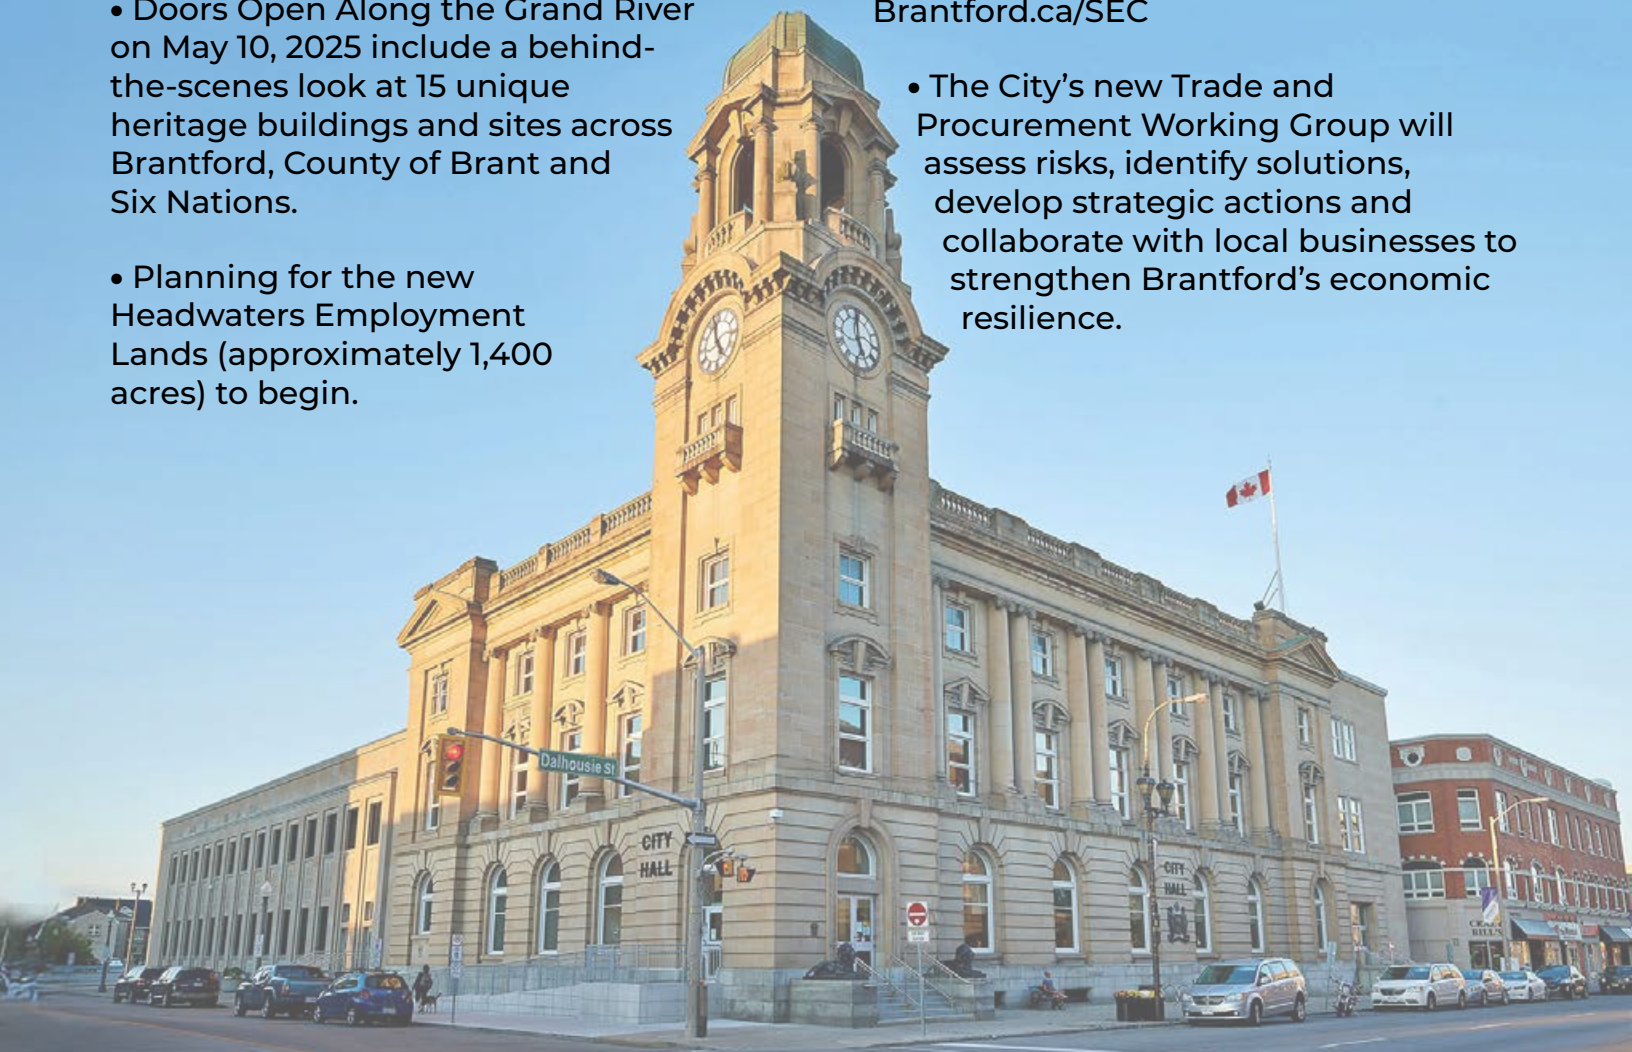 • Doors Open Along the Grand River
on May 10, 2025 include a behind-
the-scenes look at 15 unique
heritage buildings and sites across
Brantford, County of Brant and
Six Nations.
• Planning for the new
Headwaters Employment
Lands (approximately 1,400
acres) to begin.
Brantford.ca/SEC
• The City’s new Trade and
Procurement Working Group will
assess risks, identify solutions,
develop strategic actions and
collaborate with local businesses to
strengthen Brantford’s economic
resilience.
Dalhousie St
CITY
HALL
CITY
HALL